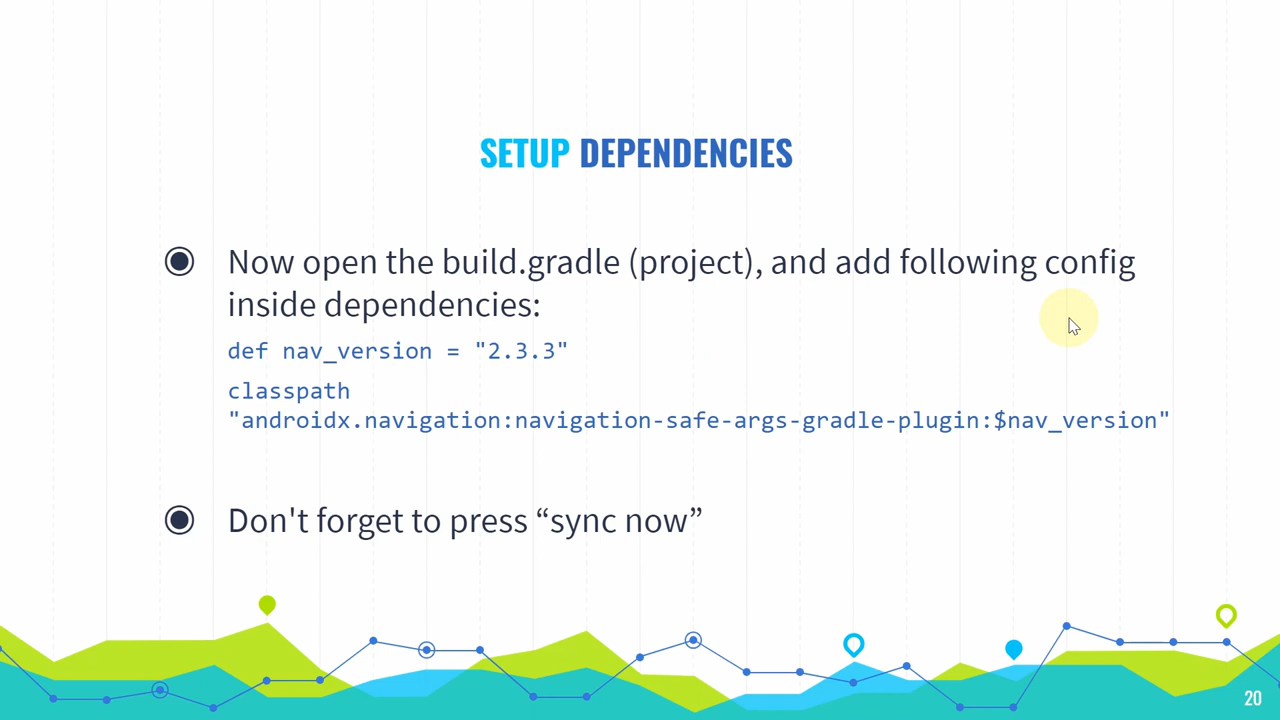 SETUP DEPENDENCIES
Now open the build.gradle (project), and add following config
inside dependencies:
def nav_version = "2.3.3"
classpath
"androidx.navigation:navigation-safe-args-gradle-plugin:$nav_version"
Don't forget to press “sync now”
20